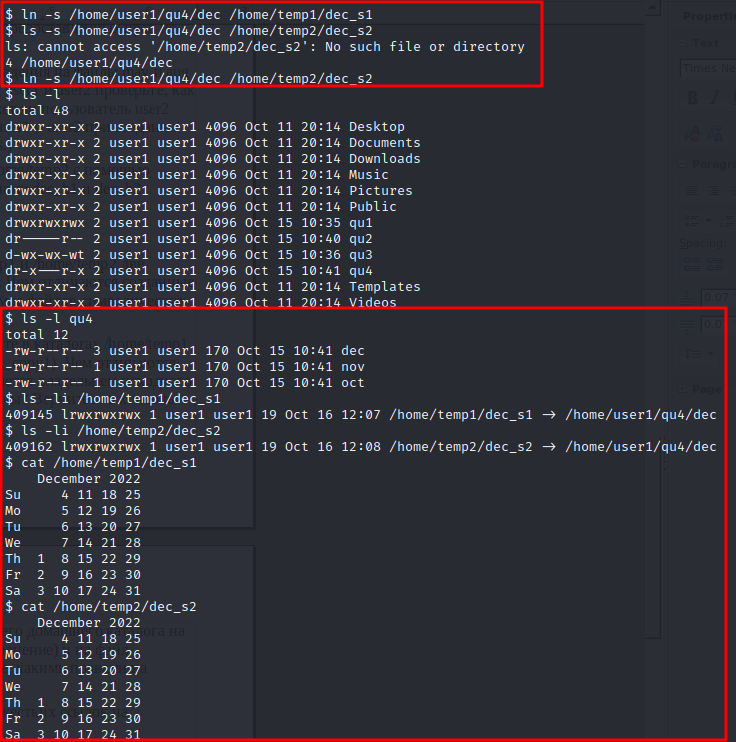 $ ln -s /home/user1/qu4/dec /home/temp1/dec_s1
$ ls -s /home/user1/qu4/dec /home/temp2/dec_s2
ls: cannot access '/home/temp2/dec_s2': No such file or directory
4 /home/user1/qu4/dec
$ ln -s /home/user1/qu4/dec /home/temp2/dec_s2
$ ls -l
total 48
drwxr-xr-x 2 user1 user1 4096 Oct 11 20:14 Desktop
drwxr-xr-x 2 user1 user1 4096 Oct 11 20:14 Documents
drwxr-xr-x 2 user1 user1 4096 Oct 11 20:14 Downloads
drwxr-xr-x 2 user1 user1 4096 Oct 11 20:14 Music
drwxr-xr-x 2 user1 user1 4096 Oct 11 20:14 Pictures
drwxr-xr-x 2 user1 user1 4096 Oct 11 20:14 Public
drwxrwxrwx 2 user1 user1 4096 Oct 15 10:35 qu1
dr-----r-- 2 user1 user1 4096 Oct 15 10:40 qu2
d-wx-wx-wt 2 user1 user1 4096 Oct 15 10:36 qu3
dr-x---r-x 2 user1 user1 4096 Oct 15 10:41 qu4
drwxr-xr-x 2 user1 user1 4096 Oct 11 20:14 Templates
drwxr-xr-x 2 user1 user1 4096 Oct 11 20:14 Videos
$ ls -l qu4
total 12
-rw-r--r-- 3 user1 user1 170 Oct 15 10:41 dec
-rw-r--r-- 1 user1 user1 170 Oct 15 10:41 nov
-rw-r--r-- 1 user1 user1 170 Oct 15 10:41 oct
$ ls -li /home/temp1/dec_s1
409145 lrwxrwxrwx 1 user1 user1 19 Oct 16 12:07 /home/temp1/dec_s1 → /home/user1/qu4/dec
$ ls -li /home/temp2/dec_s2
409162 lrwxrwxrwx 1 user1 user1 19 Oct 16 12:08 /home/temp2/dec_s2 → /home/user1/qu4/dec
$ cat /home/temp1/dec_s1
    December 2022
Su     4 11 18 25
Mo     5 12 19 26
Tu     6 13 20 27
We     7 14 21 28
Th  1  8 15 22 29
Fr  2  9 16 23 30
Sa  3 10 17 24 31
$ cat /home/temp2/dec_s2
    December 2022
Su     4 11 18 25
Mo     5 12 19 26
Tu     6 13 20 27
We     7 14 21 28
Th  1  8 15 22 29
Fr  2  9 16 23 30
Sa  3 10 17 24 31
Text
Spacing:
Page